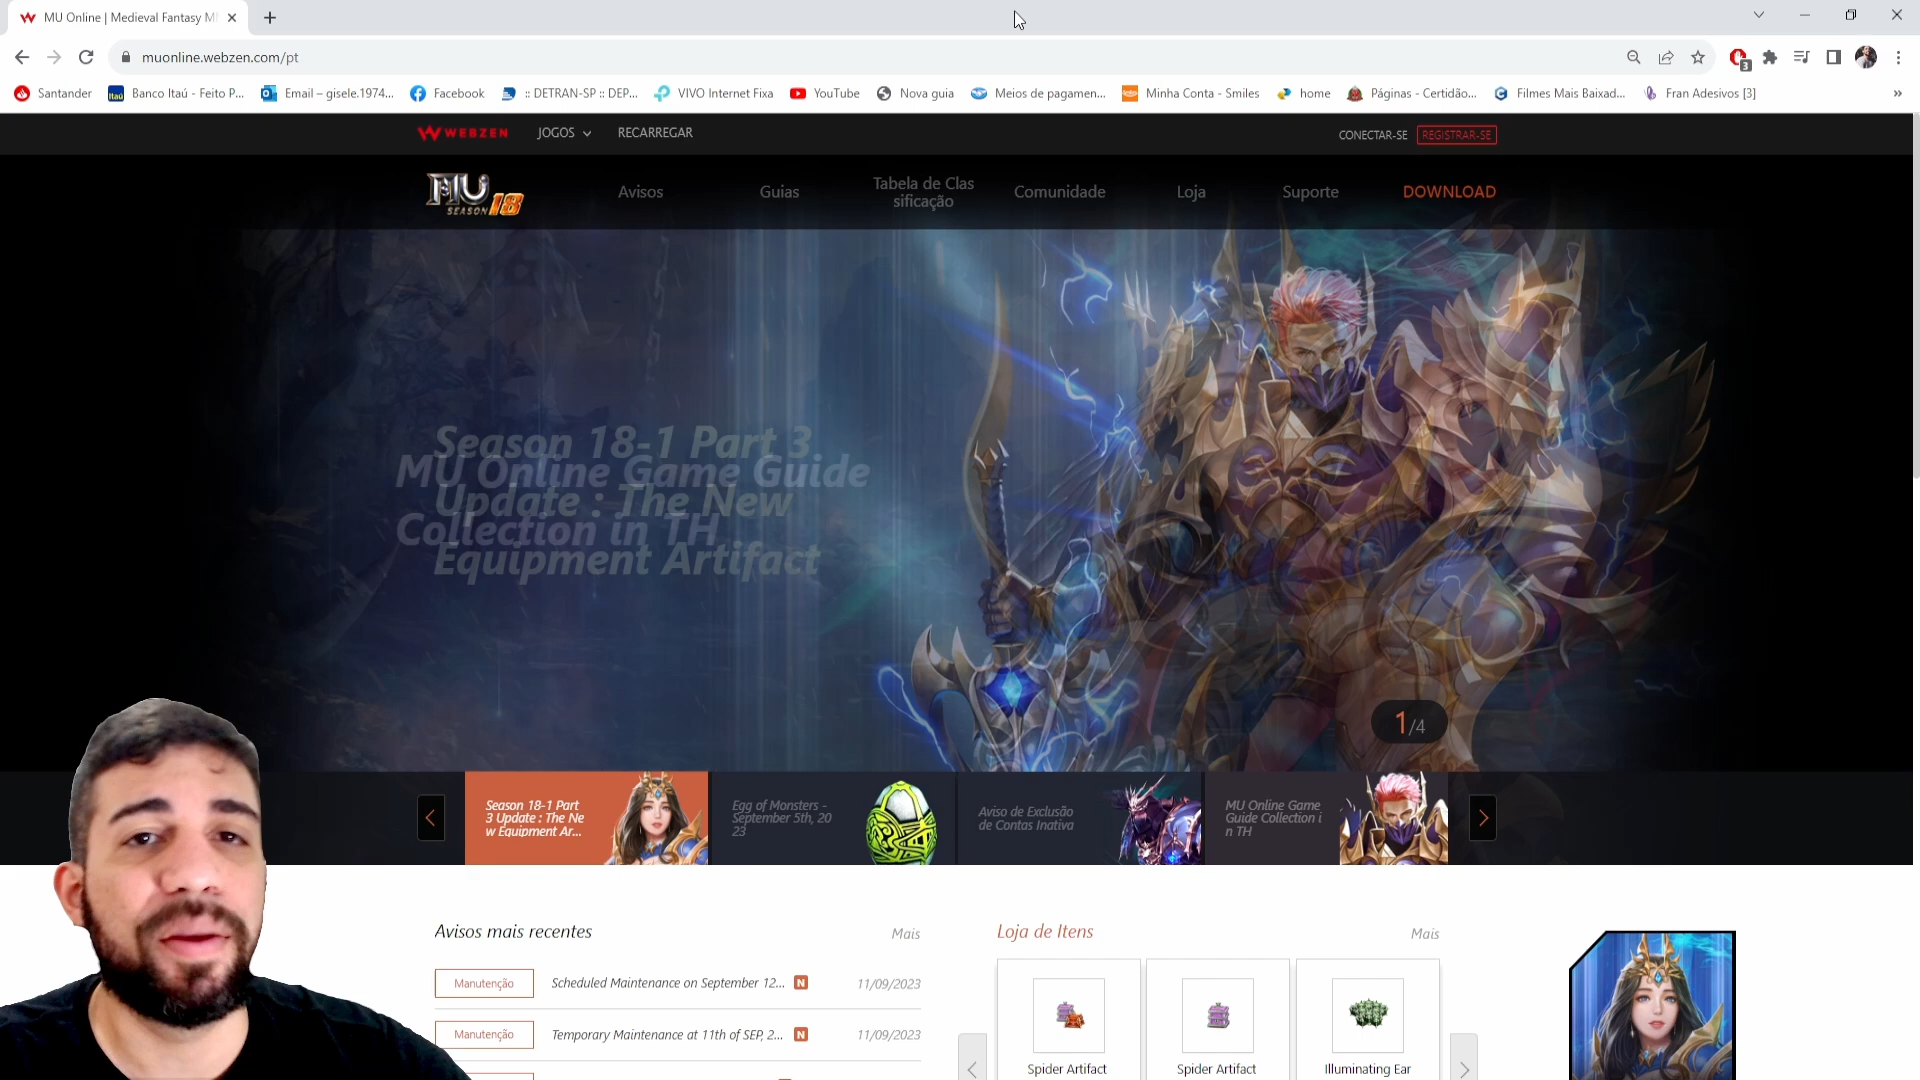 MU Online | Medieval Fantasy M
muonline.webzen.com/pt
3
Santander
Banco Itaú - Feito P...
Email – gisele.1974...
Facebook
:: DETRAN-SP :: DEP...
VIVO Internet Fixa
YouTube
Nova guia
Meios de pagamen...
Minha Conta - Smiles
home
Páginas - Certidão...
Filmes Mais Baixad...
Fran Adesivos [3]
»
WEBZEN
JOGOS
RECARREGAR
CONECTAR-SE
REGISTRAR-SE
MU SEASON 18
Avisos
Guias
Tabela de Clas
sificação
Comunidade
Loja
Suporte
DOWNLOAD
Season 18-1 Part 3
Update : The New
Equipment Artifact
MU Online Game Guide
Collection in TH
1/4
Season 18-1 Part
3 Update : The Ne
w Equipment Ar...
Egg of Monsters -
September 5th, 20
23
Aviso de Exclusão
de Contas Inativa
MU Online Game
Guide Collection i
n TH
Avisos mais recentes
Mais
Manutenção
Scheduled Maintenance on September 12...
N
11/09/2023
Manutenção
Temporary Maintenance at 11th of SEP, 2...
N
11/09/2023
Loja de Itens
Mais
Spider Artifact
Spider Artifact
Illuminating Ear